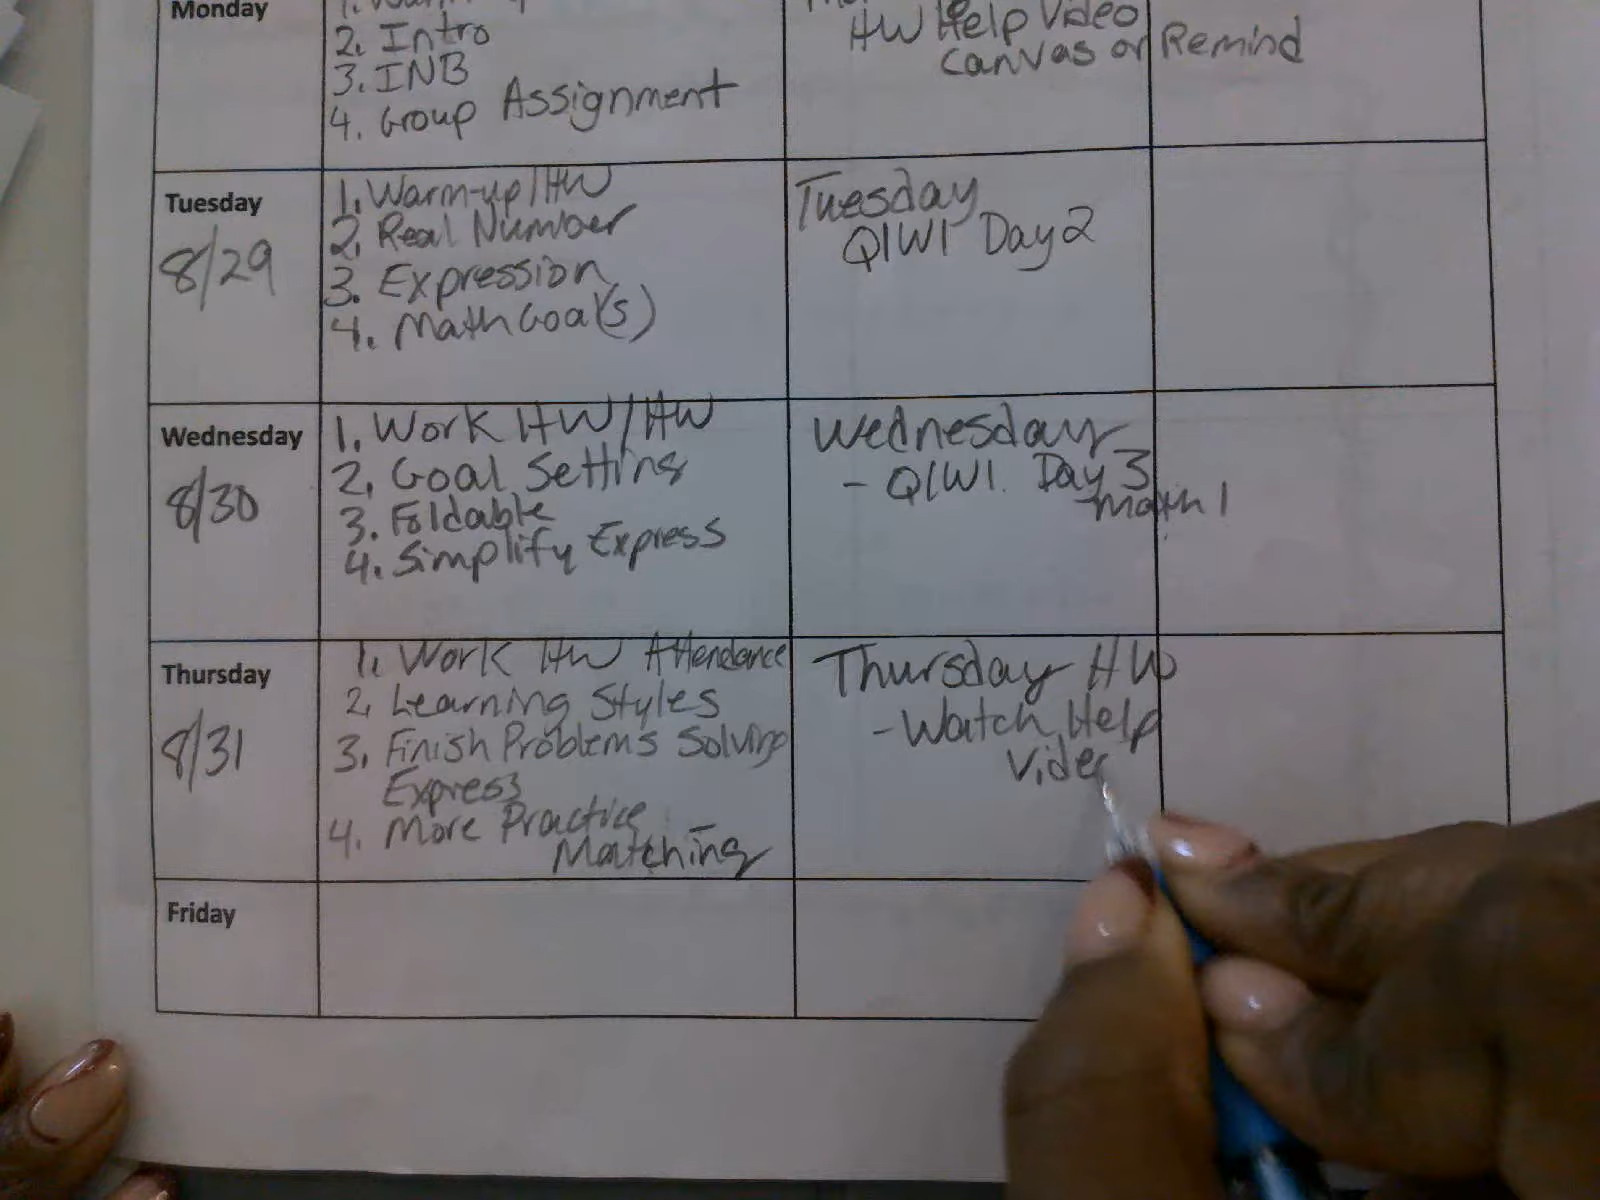 Monday
2. Intro
3. INB
4. Group Assignment
HW Help Video
Canvas or Remind
Tuesday
8/29
1. Warm-up/HW
2. Real Number
3. Expression
4. Math Goal(s)
Tuesday
Q1W1 Day 2
Wednesday
8/30
1. Work HW/HW
2. Goal Setting
3. Foldable
4. Simplify Express
Wednesday
- Q1W1 Day 3
Math 1
Thursday
8/31
1. Work HW Attendance
2. Learning Styles
3. Finish Problems Solving
Express
4. More Practice
Matching
Thursday HW
- Watch Help
Video
Friday